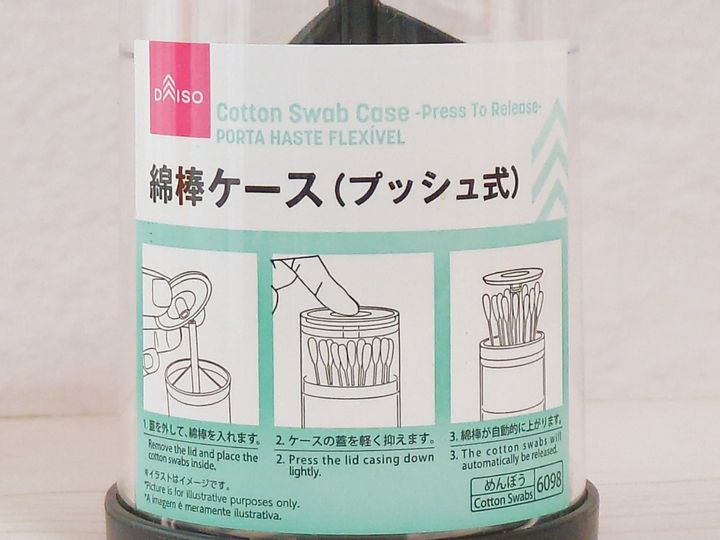 DAISO
Cotton Swab Case -Press To Release-
PORTA HASTE FLEXÍVEL
綿棒ケース(プッシュ式)
1. 蓋を外して、綿棒を入れます。
Remove the lid and place the
cotton swabs inside.
2. ケースの蓋を軽く抑えます。
2. Press the lid casing down
lightly.
3. 綿棒が自動的に上がります。
3. The cotton swabs will
automatically be released.
※イラストはイメージです。
*Picture is for illustrative purposes only.
*A imagem é meramente ilustrativa.
めんぼう
Cotton Swabs
6098